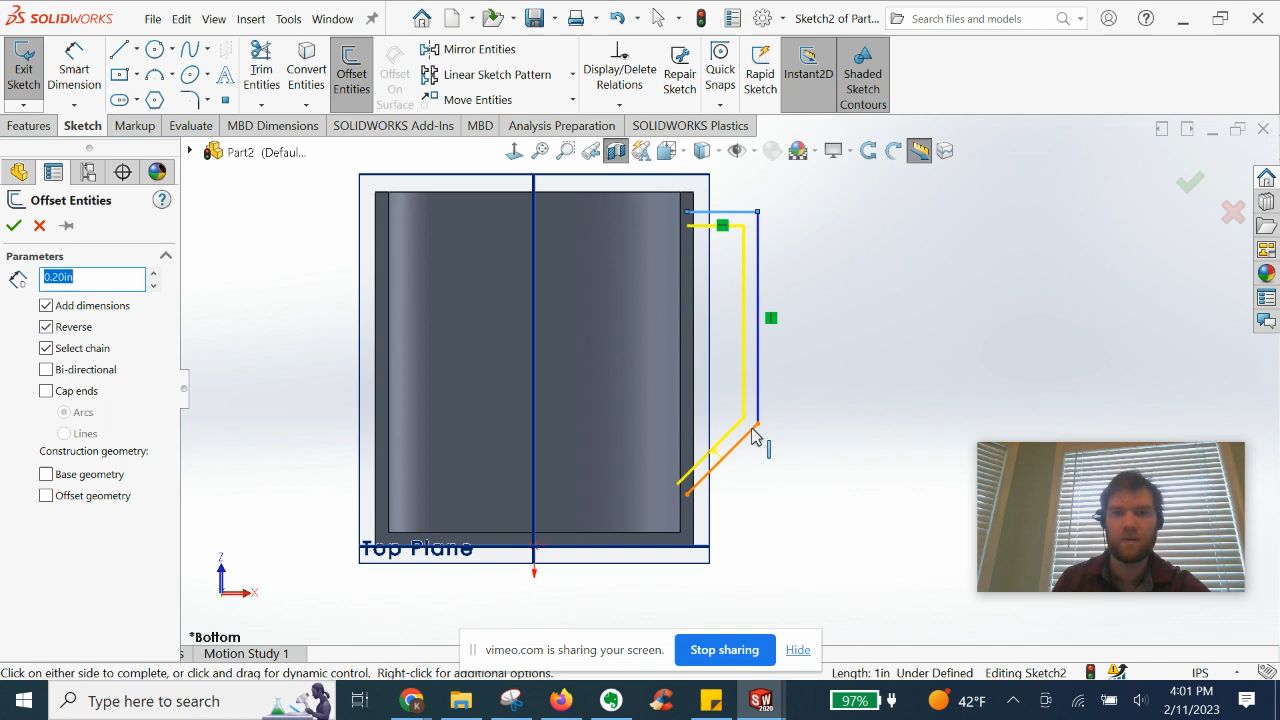 SOLIDWORKS File Edit View Insert Tools Window Sketch2 of Part... Search files and models
Exit Sketch
Smart Dimension
Trim Entities
Convert Entities
Offset Entities
Offset On Surface
Mirror Entities
Linear Sketch Pattern
Move Entities
Display/Delete Relations
Repair Sketch
Quick Snaps
Rapid Sketch
Instant2D
Shaded Sketch Contours
Features Sketch Markup Evaluate MBD Dimensions SOLIDWORKS Add-Ins MBD Analysis Preparation SOLIDWORKS Plastics
Part2 (Defaul...
Offset Entities
Parameters
0.20in
Add dimensions
Reverse
Select chain
Bi-directional
Cap ends
Arcs
Lines
Construction geometry:
Base geometry
Offset geometry
Top Plane
Z
X
*Bottom
Motion Study 1
vimeo.com is sharing your screen. Stop sharing Hide
Click on either side to complete, or click and drag for dynamic control. Right-click for additional options. Length: 1in Under Defined Editing Sketch2 IPS
Type here to search
SW
2020
97%
42°F
4:01 PM
2/11/2023